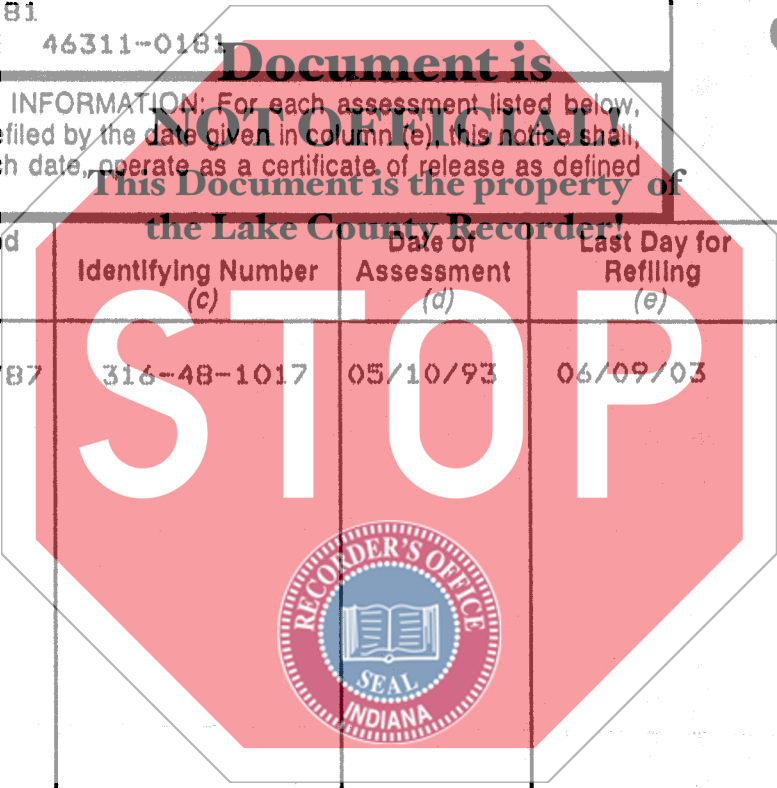 81
46311-0181
Document is
INFORMATION: For each assessment listed below,
NOT OFFICIAL!
filed by the date given in column (e), this notice shall,
date, operate as a certificate of release as defined
This Document is the property of
the Lake County Recorder!
Identifying Number
(c)
Date of
Assessment
(d)
Last Day for
Refiling
(e)
STOP
87 316-48-1017 05/10/93 06/09/03
RECORDER'S OFFICE
SEAL
INDIANA